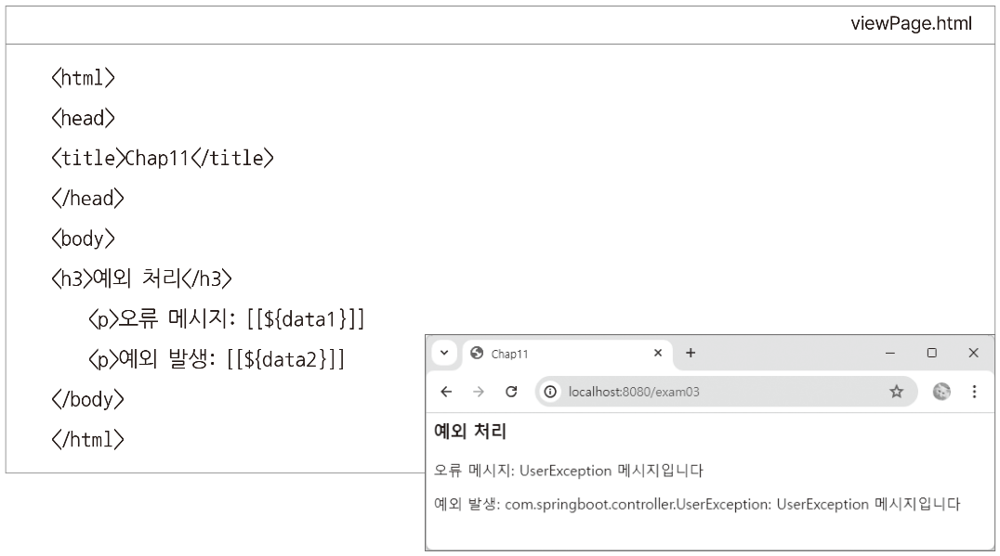 viewPage.html
<html>
<head>
<title>Chap11</title>
</head>
<body>
<h3>예외 처리</h3>
<p>오류 메시지: [[${data1}]]
<p>예외 발생: [[${data2}]]
</body>
</html>
Chap11
localhost:8080/exam03
예외 처리
오류 메시지: UserException 메시지입니다
예외 발생: com.springboot.controller.UserException: UserException 메시지입니다